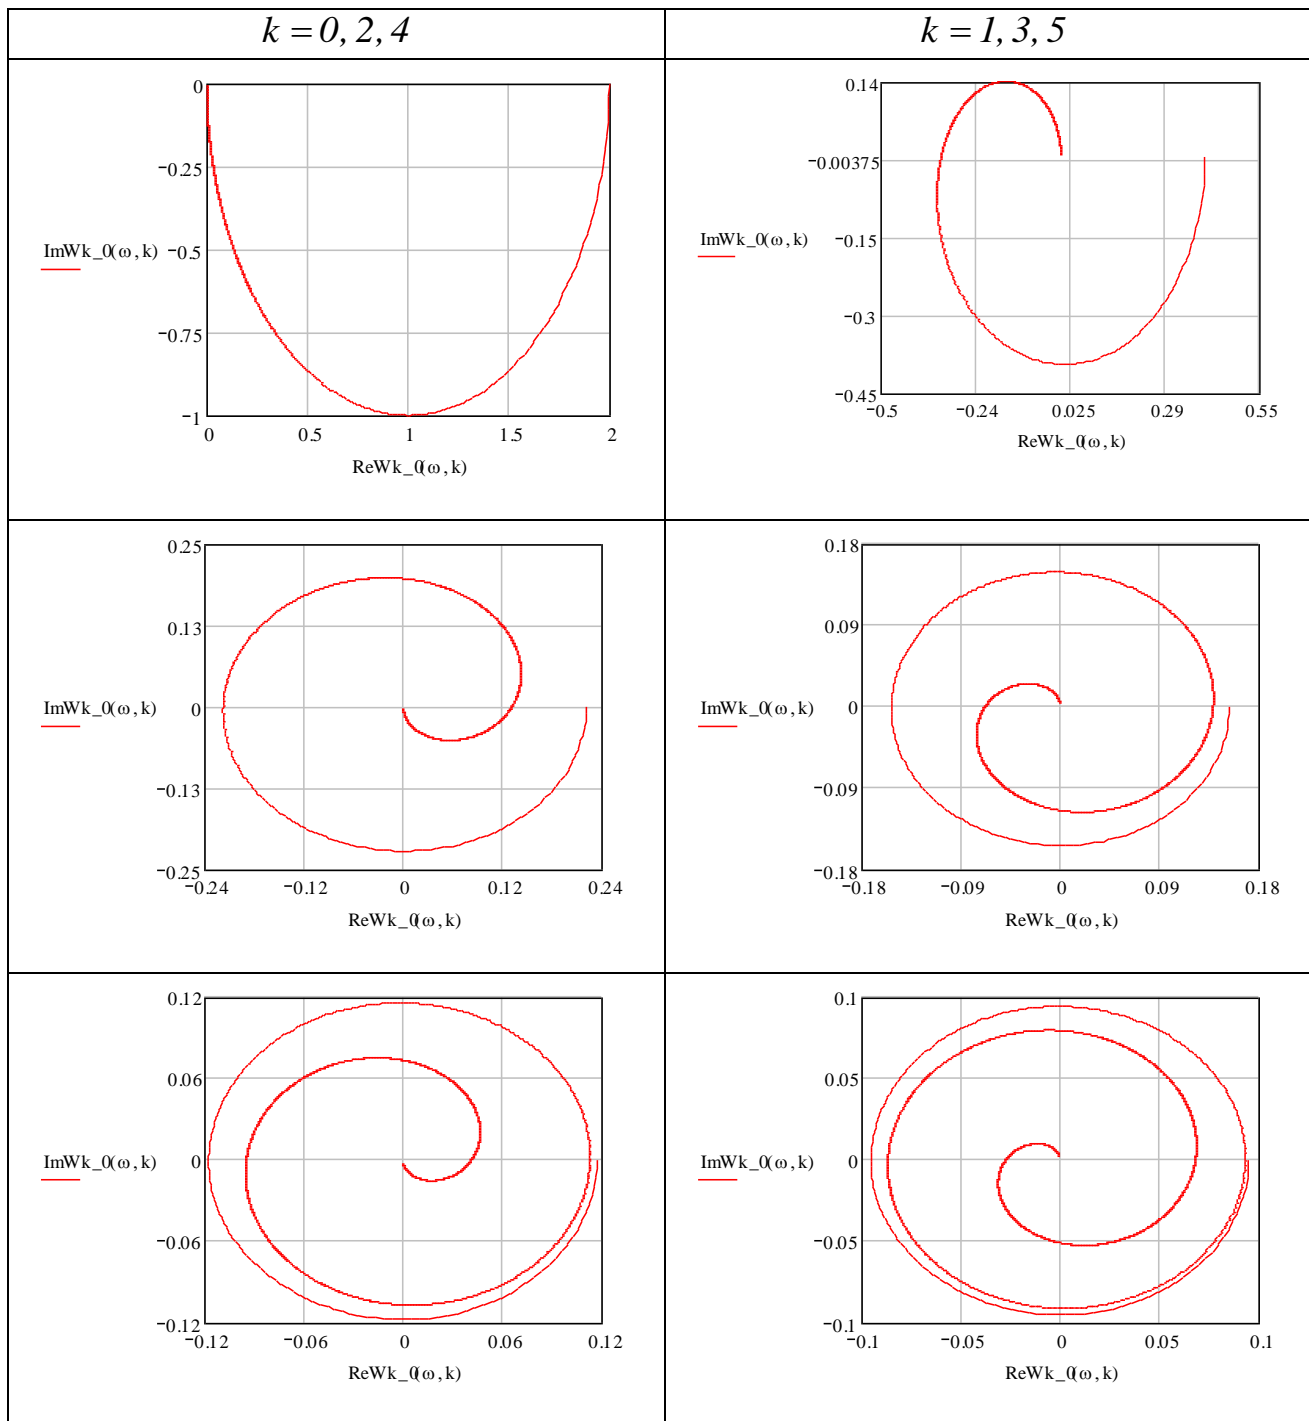 k = 0, 2, 4
k = 1, 3, 5
0
−0.25
−0.5
−0.75
−1
ImWk_0(ω, k)
0 0.5 1 1.5 2
ReWk_0(ω, k)
0.14
−0.00375
−0.15
−0.3
−0.45
ImWk_0(ω, k)
−0.5 −0.24 0.025 0.29 0.55
ReWk_0(ω, k)
0.25
0.13
0
−0.13
−0.25
ImWk_0(ω, k)
−0.24 −0.12 0 0.12 0.24
ReWk_0(ω, k)
0.18
0.09
0
−0.09
−0.18
ImWk_0(ω, k)
−0.18 −0.09 0 0.09 0.18
ReWk_0(ω, k)
0.12
0.06
0
−0.06
−0.12
ImWk_0(ω, k)
−0.12 −0.06 0 0.06 0.12
ReWk_0(ω, k)
0.1
0.05
0
−0.05
−0.1
ImWk_0(ω, k)
−0.1 −0.05 0 0.05 0.1
ReWk_0(ω, k)